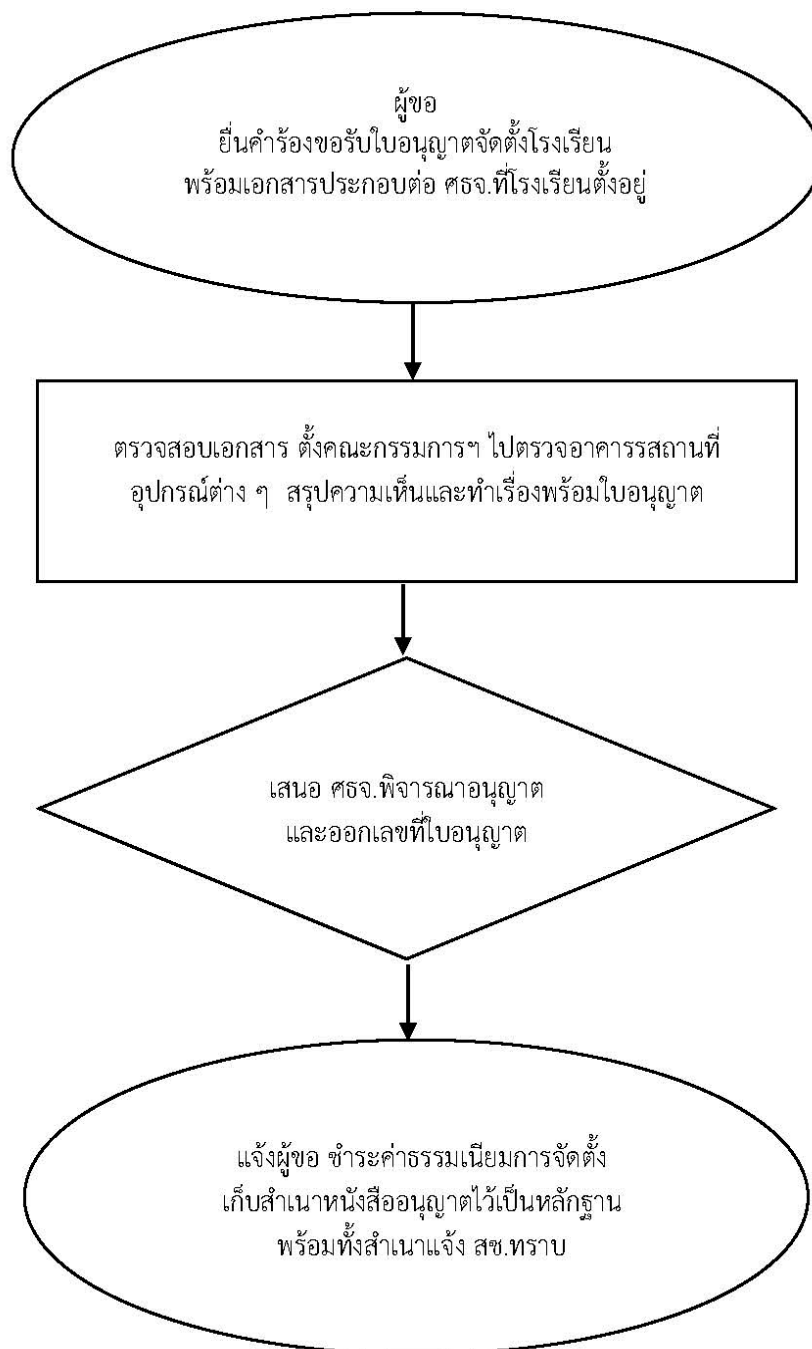 ผู้ขอ
ยื่นคำร้องขอรับใบอนุญาตจัดตั้งโรงเรียน
พร้อมเอกสารประกอบต่อ ศธจ.ที่โรงเรียนตั้งอยู่
ตรวจสอบเอกสาร ตั้งคณะกรรมการฯ ไปตรวจอาคารรสถานที่
อุปกรณ์ต่าง ๆ สรุปความเห็นและทำเรื่องพร้อมใบอนุญาต
เสนอ ศธจ.พิจารณาอนุญาต
และออกเลขที่ใบอนุญาต
แจ้งผู้ขอ ชำระค่าธรรมเนียมการจัดตั้ง
เก็บสำเนาหนังสืออนุญาตไว้เป็นหลักฐาน
พร้อมทั้งสำเนาแจ้ง สช.ทราบ